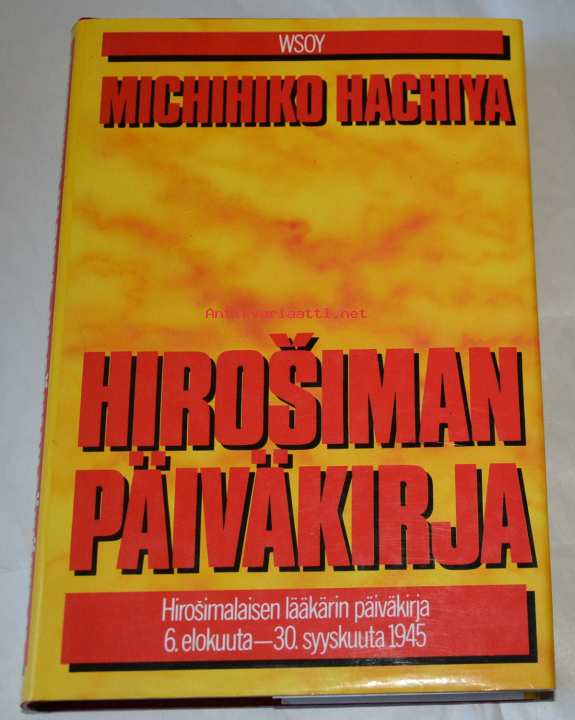 WSOY
MICHIHIKO HACHIYA
Antikvariaatti.net
HIROŠIMAN
PÄIVÄKIRJA
Hirošimalaisen lääkärin päiväkirja
6. elokuuta—30. syyskuuta 1945